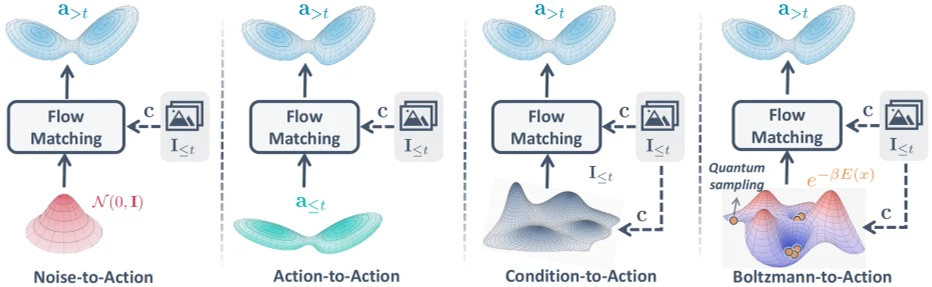 a>t
Flow
Matching
c
I≤t
N(0, I)
Noise-to-Action
a>t
Flow
Matching
c
I≤t
a≤t
Action-to-Action
a>t
Flow
Matching
c
I≤t
I≤t
c
Condition-to-Action
a>t
Flow
Matching
c
I≤t
Quantum
sampling
e^{-βE(x)}
c
Boltzmann-to-Action